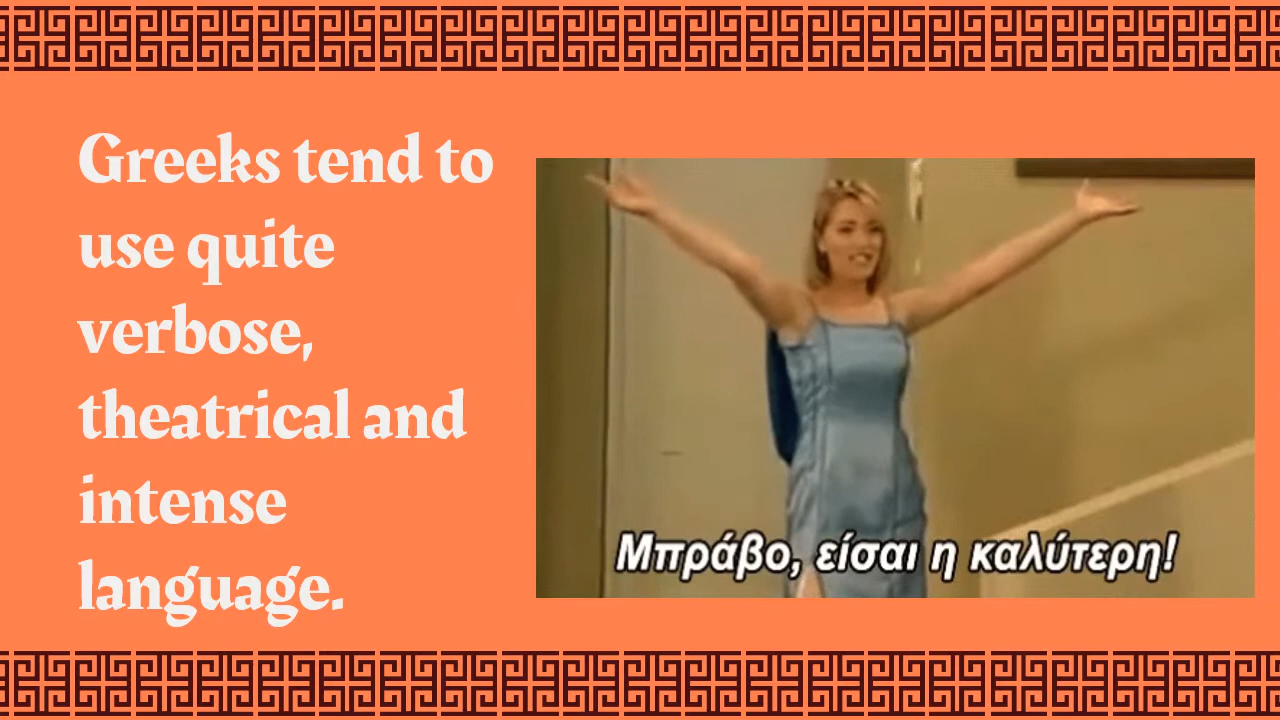 Greeks tend to
use quite
verbose,
theatrical and
intense
language.
Μπράβο, είσαι η καλύτερη!